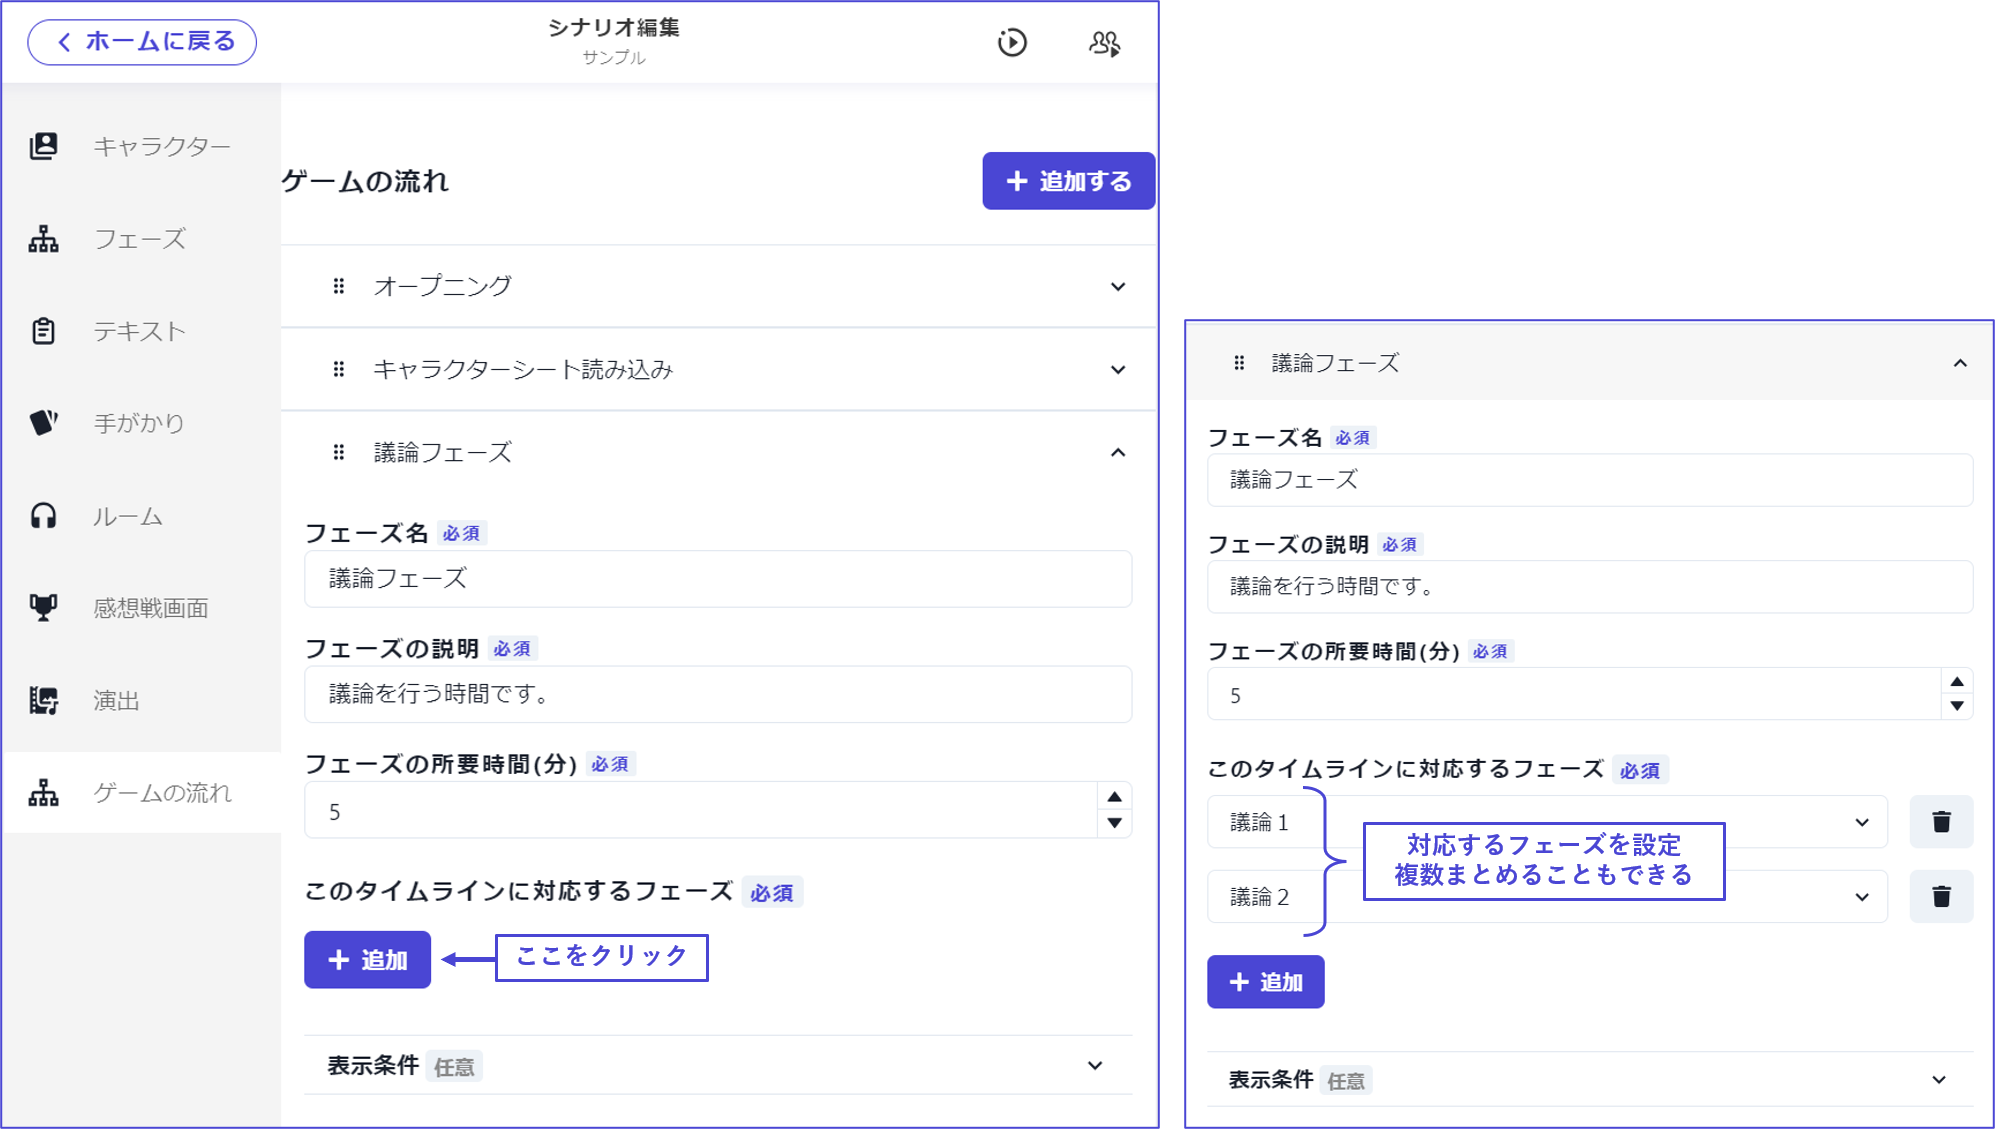 ホームに戻る
シナリオ編集
サンプル
キャラクター
フェーズ
テキスト
手がかり
ルーム
感想戦画面
演出
ゲームの流れ
ゲームの流れ
追加する
オープニング
キャラクターシート読み込み
議論フェーズ
フェーズ名 必須
議論フェーズ
フェーズの説明 必須
議論を行う時間です。
フェーズの所要時間(分) 必須
5
このタイムラインに対応するフェーズ 必須
追加
ここをクリック
表示条件 任意
議論フェーズ
フェーズ名 必須
議論フェーズ
フェーズの説明 必須
議論を行う時間です。
フェーズの所要時間(分) 必須
5
このタイムラインに対応するフェーズ 必須
議論1
議論2
対応するフェーズを設定
複数まとめることもできる
追加
表示条件 任意